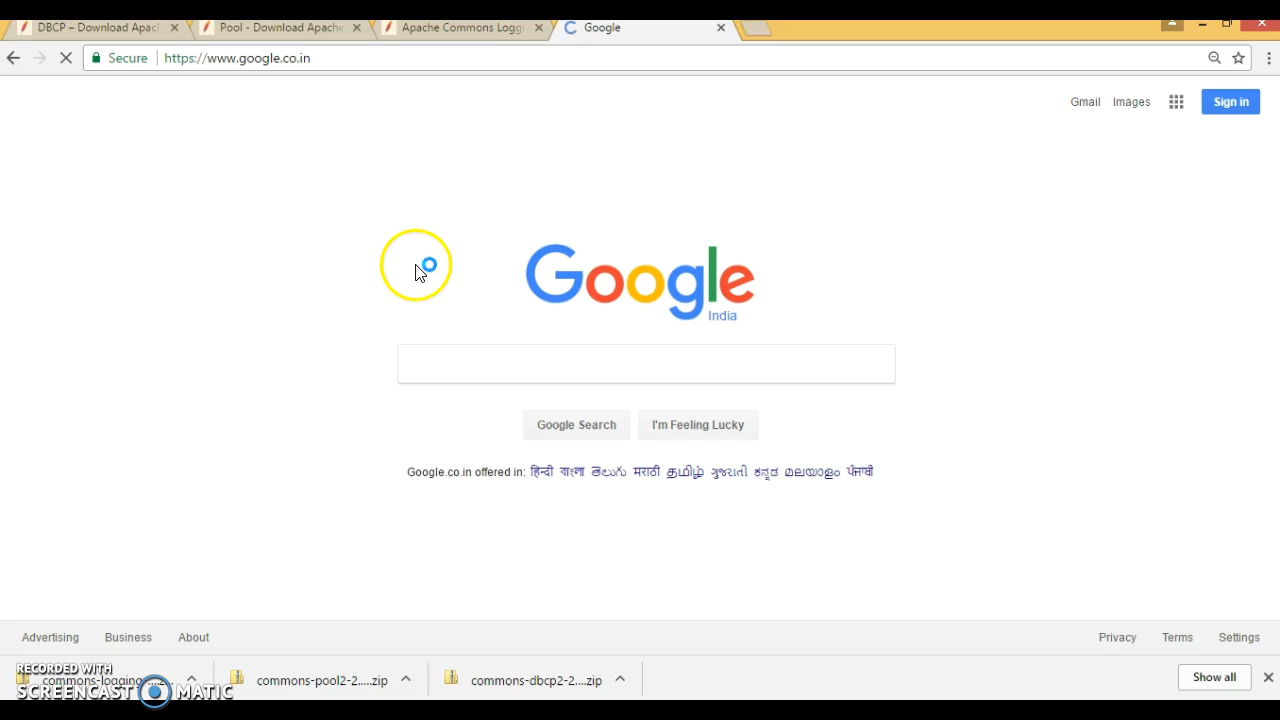 DBCP – Download Apac
Pool - Download Apache
Apache Commons Loggi
Google
Secure
https://www.google.co.in
Gmail
Images
Sign in
Google
India
Google Search
I'm Feeling Lucky
Google.co.in offered in: हिन्दी বাংলা తెలుగు मराठी தமிழ் ગુજરાતી ಕನ್ನಡ മലയാളം ਪੰਜਾਬੀ
Advertising
Business
About
Privacy
Terms
Settings
RECORDED WITH
SCREENCAST MATIC
commons-logging-
commons-pool2-2....zip
commons-dbcp2-2....zip
Show all